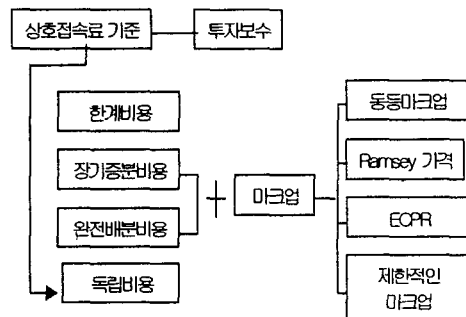 상호접속료 기준
투자보수
한계비용
장기증분비용
완전배분비용
독립비용
마크업
동등마크업
Ramsey 가격
ECPR
제한적인
마크업